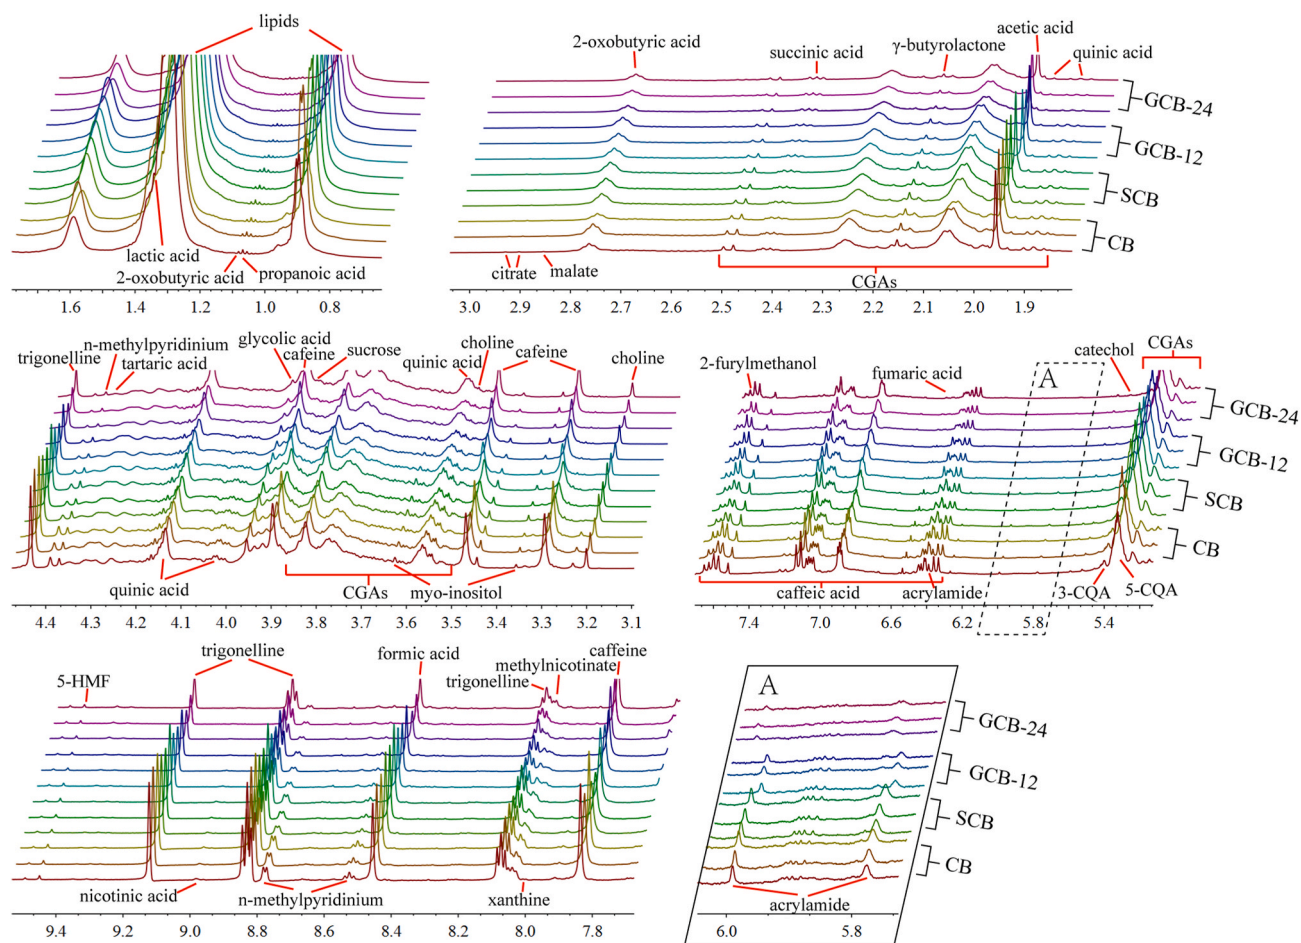 lipids
lactic acid
2-oxobutyric acid
propanoic acid
1.6 1.4 1.2 1.0 0.8
2-oxobutyric acid
succinic acid
γ-butyrolactone
acetic acid
quinic acid
GCB-24
GCB-12
SCB
CB
citrate
malate
CGAs
3.0 2.9 2.8 2.7 2.6 2.5 2.4 2.3 2.2 2.1 2.0 1.9
trigonelline
n-methylpyridinium
tartaric acid
glycolic acid
cafeine
sucrose
quinic acid
choline
cafeine
choline
quinic acid
CGAs
myo-inositol
4.4 4.3 4.2 4.1 4.0 3.9 3.8 3.7 3.6 3.5 3.4 3.3 3.2 3.1
2-furylmethanol
fumaric acid
A
catechol
CGAs
GCB-24
GCB-12
SCB
CB
caffeic acid
acrylamide
3-CQA
5-CQA
7.4 7.0 6.6 6.2 5.8 5.4
5-HMF
trigonelline
formic acid
trigonelline
methylnicotinate
caffeine
nicotinic acid
n-methylpyridinium
xanthine
9.4 9.2 9.0 8.8 8.6 8.4 8.2 8.0 7.8
A
GCB-24
GCB-12
SCB
CB
acrylamide
6.0 5.8